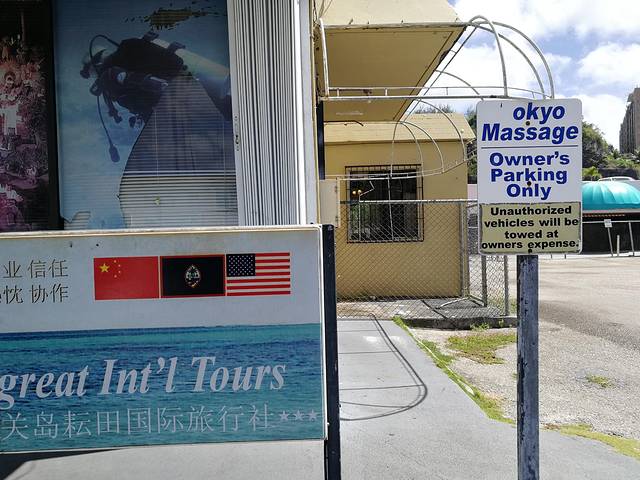 业信任
忱 协作
great Int'l Tours
关岛耘田国际旅行社★★★
okyo
Massage
Owner's
Parking
Only
Unauthorized
vehicles will be
towed at
owners expense.